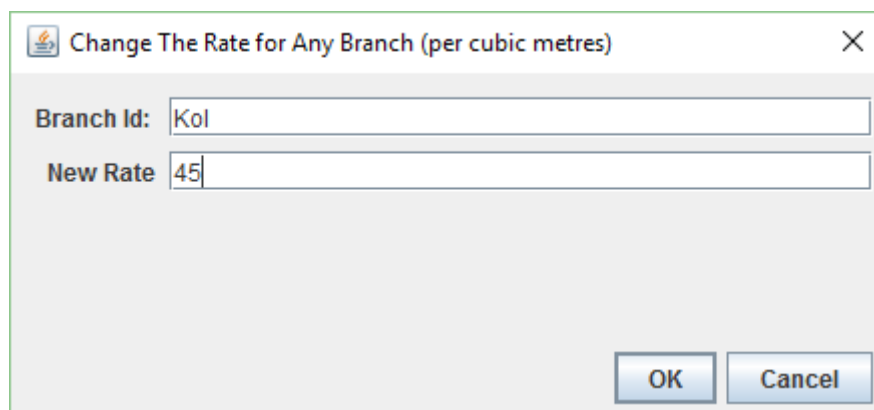 Change The Rate for Any Branch (per cubic metres)
Branch Id: Kol
New Rate 45
OK Cancel